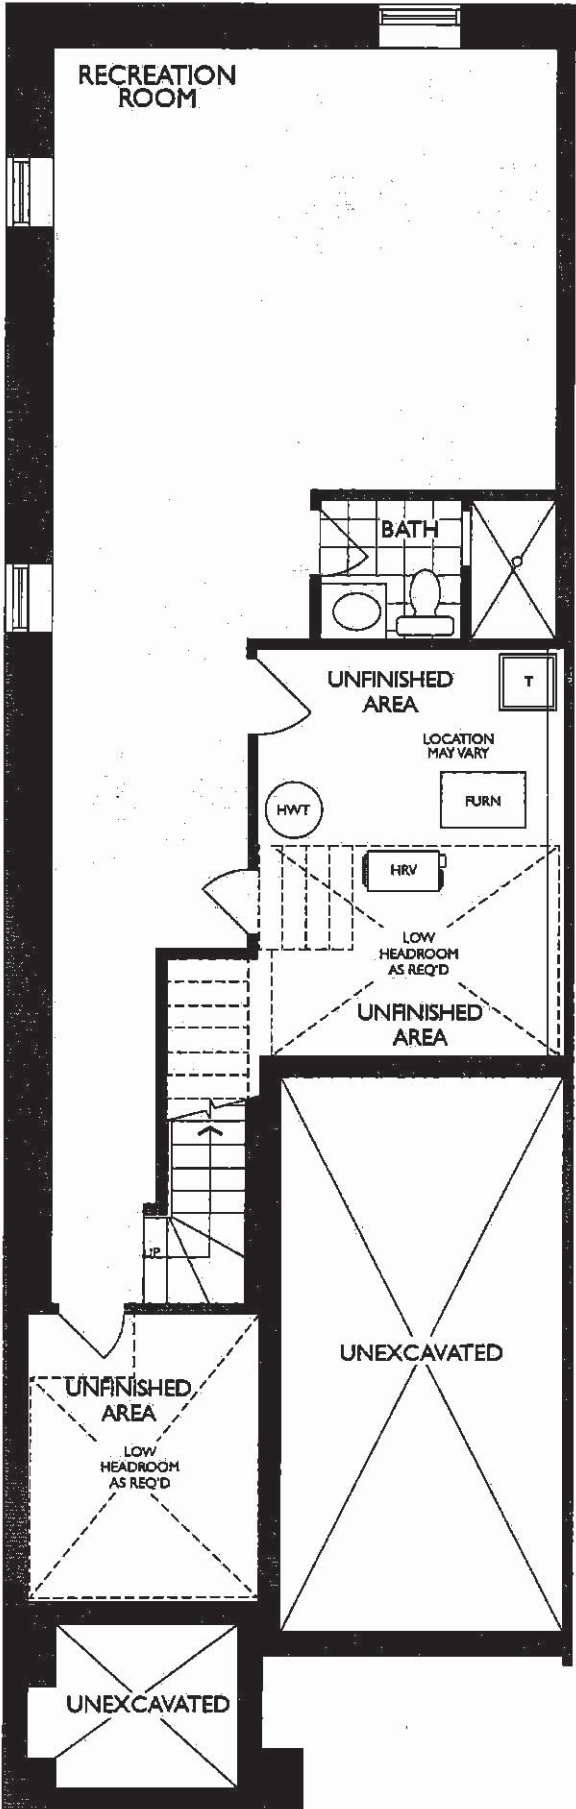 RECREATION
ROOM
BATH
UNFINISHED
AREA
T
LOCATION
MAY VARY
FURN
HWT
HRV
LOW
HEADROOM
AS REQ'D
UNFINISHED
AREA
UP
UNEXCAVATED
UNFINISHED
AREA
LOW
HEADROOM
AS REQ'D
UNEXCAVATED